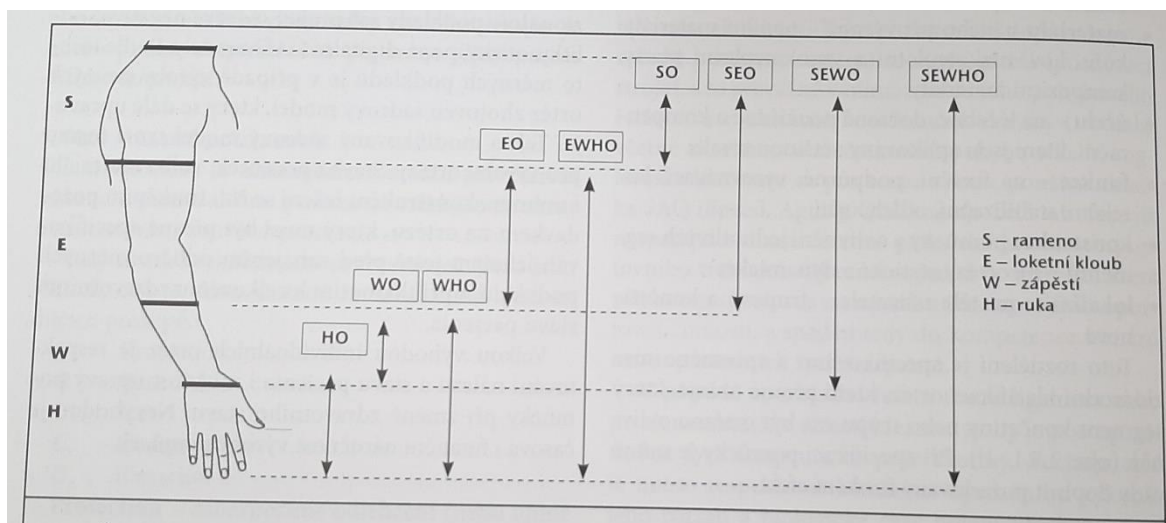 SO SEO SEWO SEWHO
S
EO EWHO
E
S – rameno
E – loketní kloub
W – zápěstí
H – ruka
WO WHO
HO
W
H